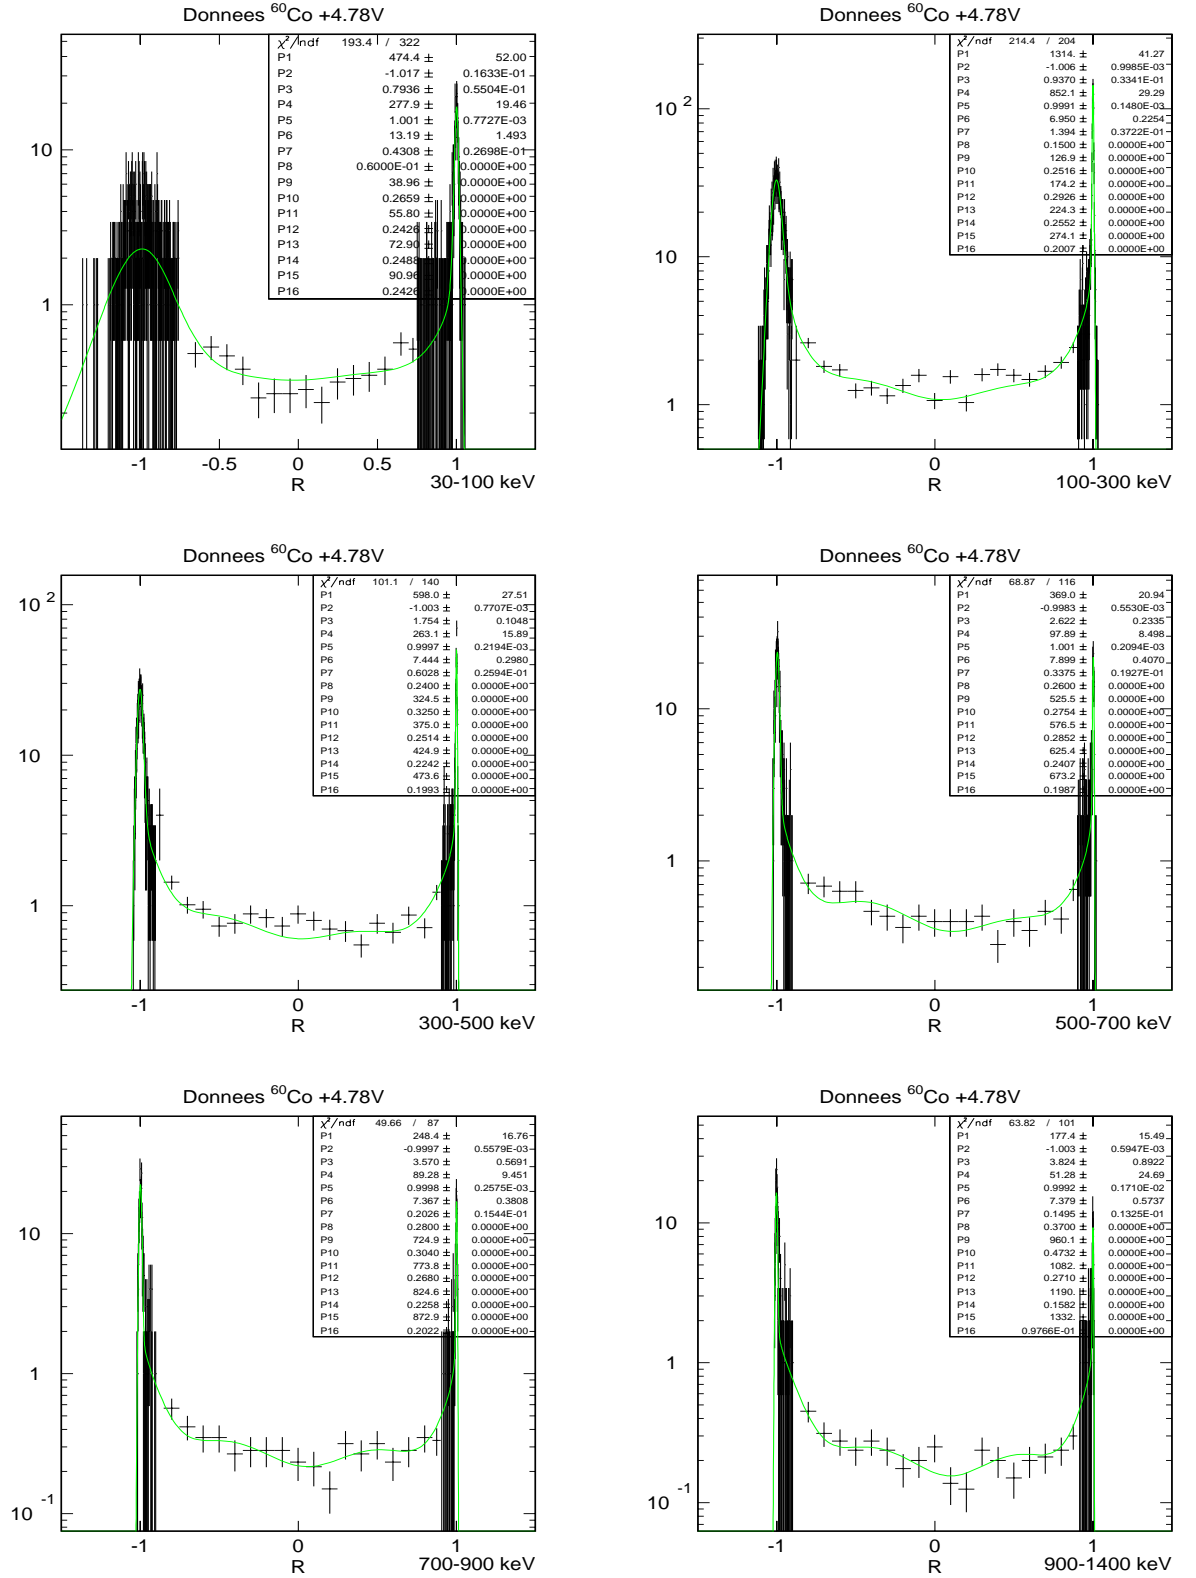 Donnees 60Co +4.78V
χ²/ndf 193.4 / 322
P1 474.4 ± 52.00
P2 -1.017 ± 0.1633E-01
P3 0.7936 ± 0.5504E-01
P4 277.9 ± 19.46
P5 1.001 ± 0.7727E-03
P6 13.19 ± 1.493
P7 0.4308 ± 0.2698E-01
P8 0.6000E-01 ± 0.0000E+00
P9 38.96 ± 0.0000E+00
P10 0.2659 ± 0.0000E+00
P11 55.80 ± 0.0000E+00
P12 0.2426 ± 0.0000E+00
P13 72.90 ± 0.0000E+00
P14 0.2488 ± 0.0000E+00
P15 90.96 ± 0.0000E+00
P16 0.2426 ± 0.0000E+00
10
1
-1 -0.5 0 0.5 1
R
30-100 keV
Donnees 60Co +4.78V
χ²/ndf 214.4 / 204
P1 1314. ± 41.27
P2 -1.006 ± 0.9985E-03
P3 0.9370 ± 0.3341E-01
P4 852.1 ± 29.29
P5 0.9991 ± 0.1480E-03
P6 6.950 ± 0.2254
P7 1.394 ± 0.3722E-01
P8 0.1500 ± 0.0000E+00
P9 126.9 ± 0.0000E+00
P10 0.2516 ± 0.0000E+00
P11 174.2 ± 0.0000E+00
P12 0.2926 ± 0.0000E+00
P13 224.3 ± 0.0000E+00
P14 0.2552 ± 0.0000E+00
P15 274.1 ± 0.0000E+00
P16 0.2007 ± 0.0000E+00
10 2
10
1
-1 0 1
R
100-300 keV
Donnees 60Co +4.78V
χ²/ndf 101.1 / 140
P1 598.0 ± 27.51
P2 -1.003 ± 0.7707E-03
P3 1.754 ± 0.1048
P4 263.1 ± 15.89
P5 0.9997 ± 0.2194E-03
P6 7.444 ± 0.2980
P7 0.6028 ± 0.2594E-01
P8 0.2400 ± 0.0000E+00
P9 324.5 ± 0.0000E+00
P10 0.3250 ± 0.0000E+00
P11 375.0 ± 0.0000E+00
P12 0.2514 ± 0.0000E+00
P13 424.9 ± 0.0000E+00
P14 0.2242 ± 0.0000E+00
P15 473.6 ± 0.0000E+00
P16 0.1993 ± 0.0000E+00
10 2
10
1
-1 0 1
R
300-500 keV
Donnees 60Co +4.78V
χ²/ndf 68.87 / 116
P1 369.0 ± 20.94
P2 -0.9983 ± 0.5530E-03
P3 2.622 ± 0.2335
P4 97.89 ± 8.498
P5 1.001 ± 0.2094E-03
P6 7.899 ± 0.4070
P7 0.3375 ± 0.1927E-01
P8 0.2600 ± 0.0000E+00
P9 525.5 ± 0.0000E+00
P10 0.2754 ± 0.0000E+00
P11 576.5 ± 0.0000E+00
P12 0.2852 ± 0.0000E+00
P13 625.4 ± 0.0000E+00
P14 0.2407 ± 0.0000E+00
P15 673.2 ± 0.0000E+00
P16 0.1987 ± 0.0000E+00
10
1
-1 0 1
R
500-700 keV
Donnees 60Co +4.78V
χ²/ndf 49.66 / 87
P1 248.4 ± 16.76
P2 -0.9997 ± 0.5579E-03
P3 3.570 ± 0.5691
P4 89.28 ± 9.451
P5 0.9998 ± 0.2575E-03
P6 7.367 ± 0.3808
P7 0.2026 ± 0.1544E-01
P8 0.2800 ± 0.0000E+00
P9 724.9 ± 0.0000E+00
P10 0.3040 ± 0.0000E+00
P11 773.8 ± 0.0000E+00
P12 0.2680 ± 0.0000E+00
P13 824.6 ± 0.0000E+00
P14 0.2258 ± 0.0000E+00
P15 872.9 ± 0.0000E+00
P16 0.2022 ± 0.0000E+00
10
1
10 -1
-1 0 1
R
700-900 keV
Donnees 60Co +4.78V
χ²/ndf 63.82 / 101
P1 177.4 ± 15.49
P2 -1.003 ± 0.5947E-03
P3 3.824 ± 0.8922
P4 51.28 ± 24.69
P5 0.9992 ± 0.1710E-02
P6 7.379 ± 0.5737
P7 0.1495 ± 0.1325E-01
P8 0.3700 ± 0.0000E+00
P9 960.1 ± 0.0000E+00
P10 0.4732 ± 0.0000E+00
P11 1082. ± 0.0000E+00
P12 0.2710 ± 0.0000E+00
P13 1190. ± 0.0000E+00
P14 0.1582 ± 0.0000E+00
P15 1332. ± 0.0000E+00
P16 0.9766E-01 ± 0.0000E+00
10
1
10 -1
-1 0 1
R
900-1400 keV